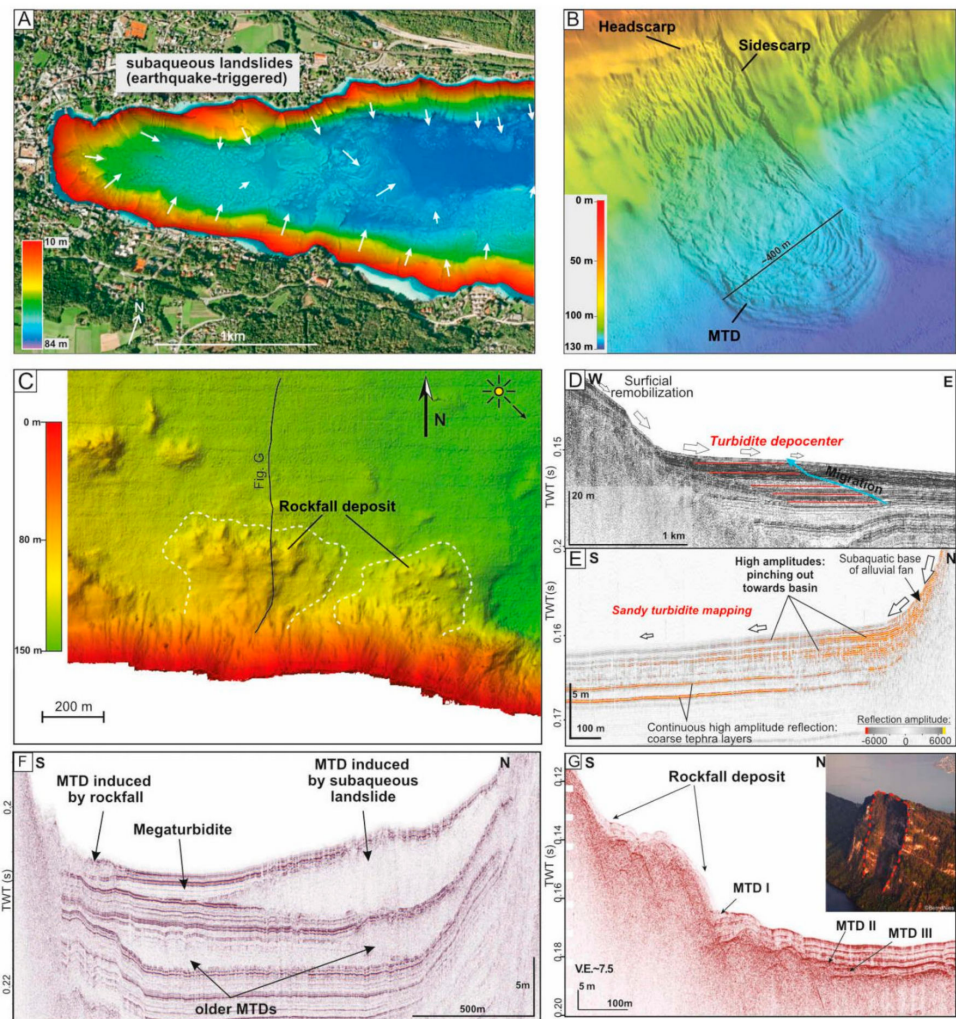 A
subaqueous landslides
(earthquake-triggered)
10 m
84 m
N
1km
B
Headscarp
Sidescarp
0 m
50 m
100 m
130 m
~400 m
MTD
C
0 m
80 m
150 m
N
Fig. G
Rockfall deposit
200 m
D
W
E
Surficial
remobilization
Turbidite depocenter
Migration
0.15
TWT (s)
20 m
1 km
0.2
E
S
N
High amplitudes:
pinching out
towards basin
Subaquatic base
of alluvial fan
Sandy turbidite mapping
TWT(s)
0.16
5 m
100 m
0.17
Continuous high amplitude reflection:
coarse tephra layers
Reflection amplitude:
-6000 0 6000
F
S
N
MTD induced
by rockfall
MTD induced
by subaqueous
landslide
Megaturbidite
0.2
TWT (s)
0.22
older MTDs
5m
500m
G
S
N
Rockfall deposit
0.12
0.14
TWT (s)
0.16
0.18
0.20
MTD I
MTD II
MTD III
V.E.~7.5
5 m
100m